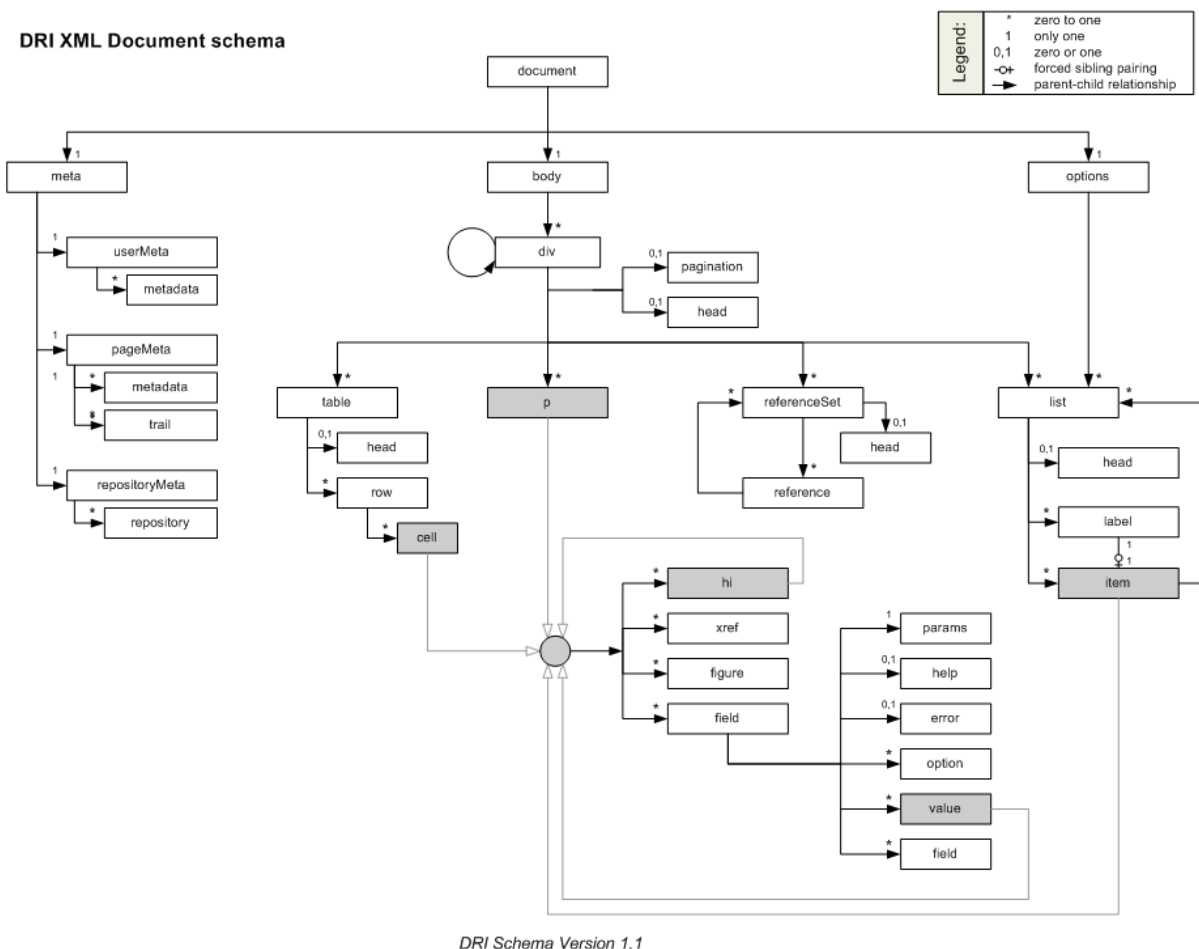 DRI XML Document schema
Legend:
* zero to one
1 only one
0,1 zero or one
forced sibling pairing
parent-child relationship
document
1 1 1
meta body options
*
1 userMeta div
0,1 pagination
* metadata
0,1 head
1 pageMeta
1 * metadata
* * * * * *
table p referenceSet list
* trail
0,1 head
0,1 head
0,1 head
1 repositoryMeta
* row
*
reference
* repository
* cell
* label
1
1
* hi
* item
* xref
1 params
* figure
0,1 help
* field
0,1 error
* option
* value
* field
DRI Schema Version 1.1